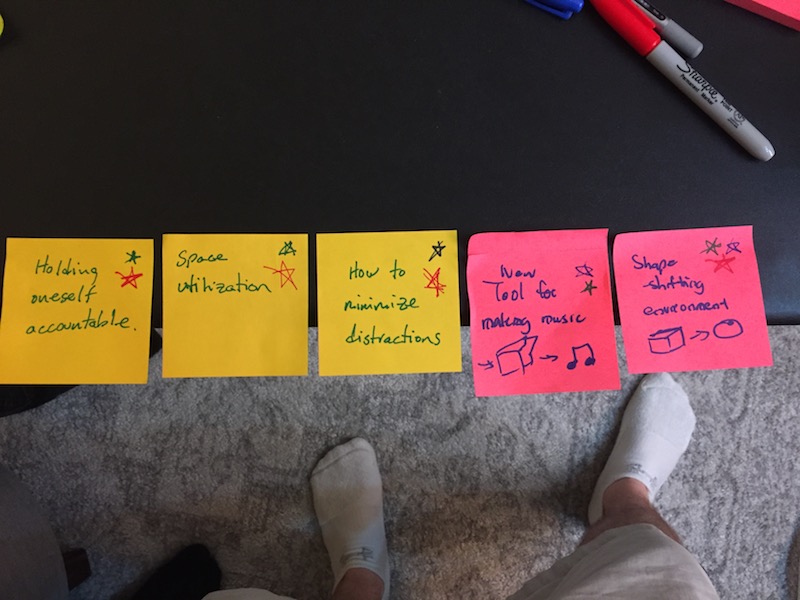 Holding
oneself
accountable.
Space
utilization
How to
minimize
distractions
New
Tool for
making music
Shape
-shifting
environment
Sharpie